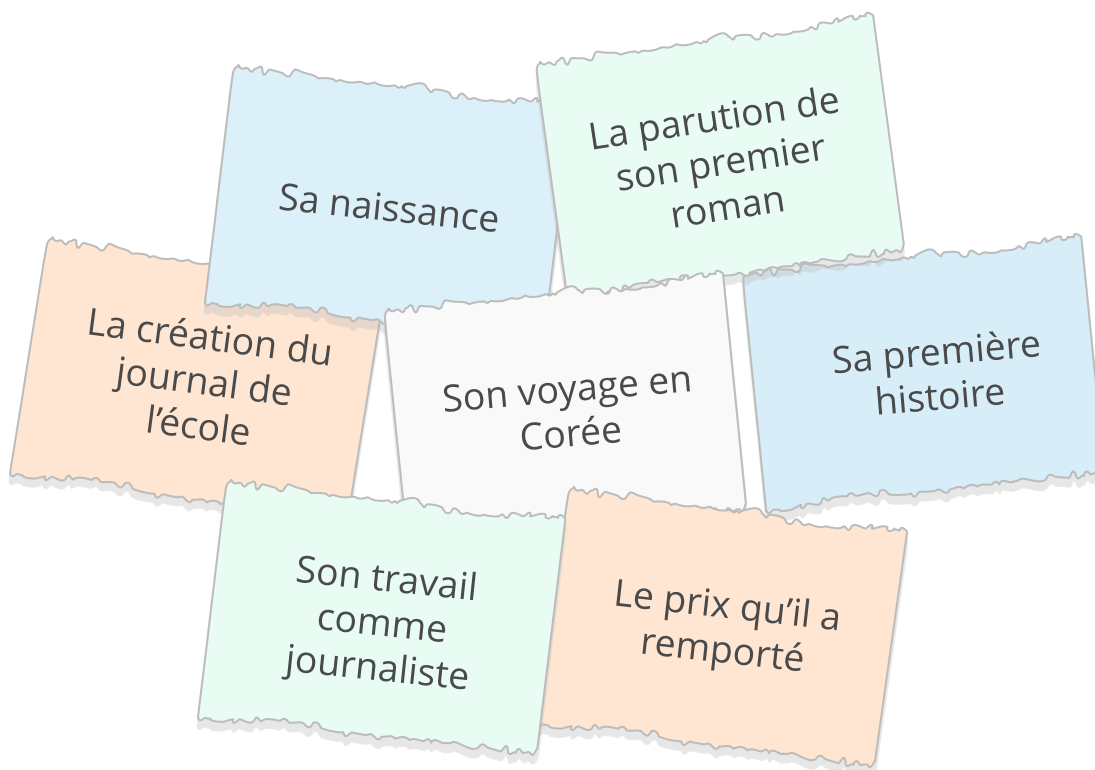 Sa naissance
La parution de
son premier
roman
La création du
journal de
l’école
Son voyage en
Corée
Sa première
histoire
Son travail
comme
journaliste
Le prix qu’il a
remporté